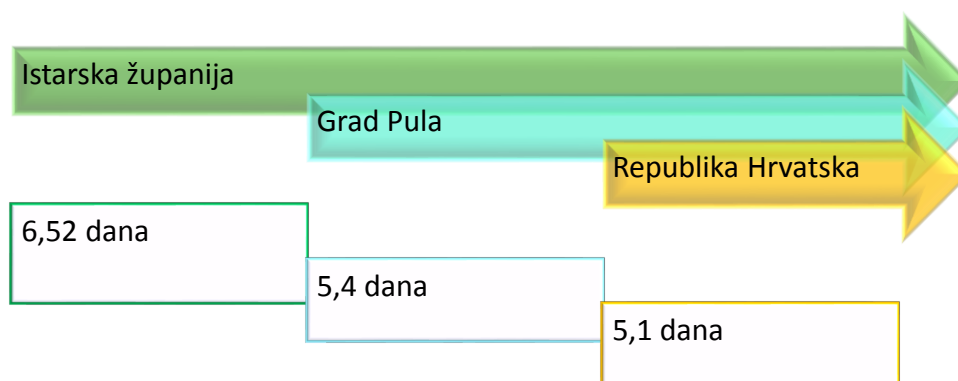 Istarska županija
Grad Pula
Republika Hrvatska
6,52 dana
5,4 dana
5,1 dana